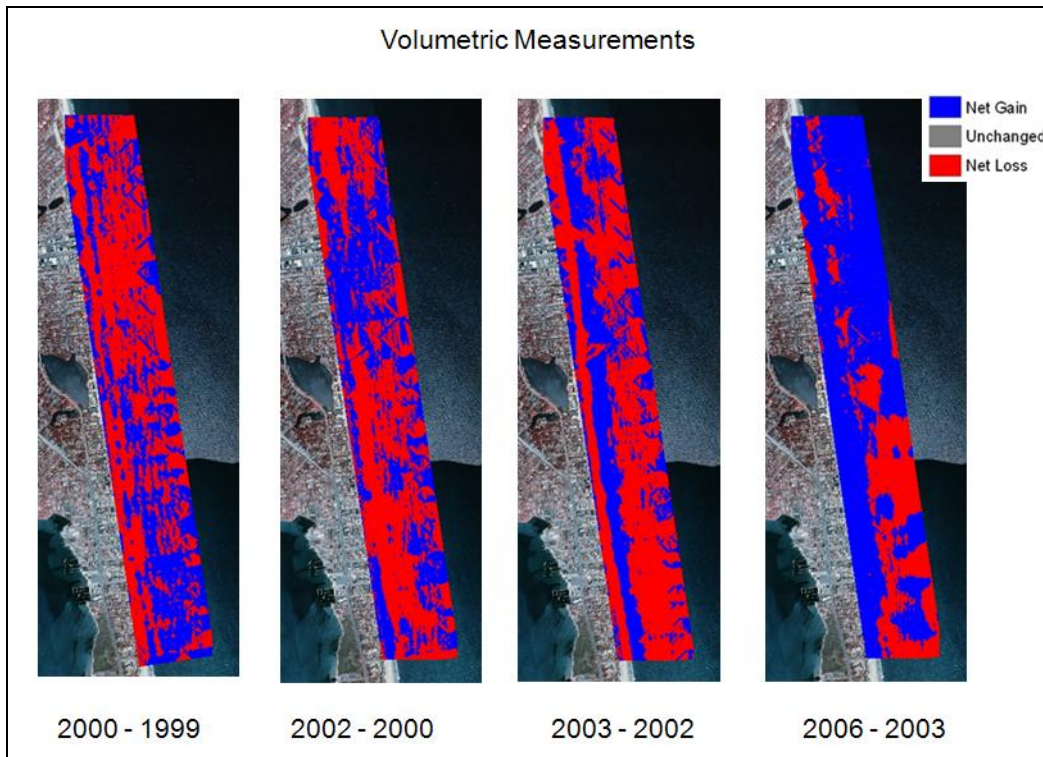 Volumetric Measurements
Net Gain
Unchanged
Net Loss
2000 - 1999
2002 - 2000
2003 - 2002
2006 - 2003